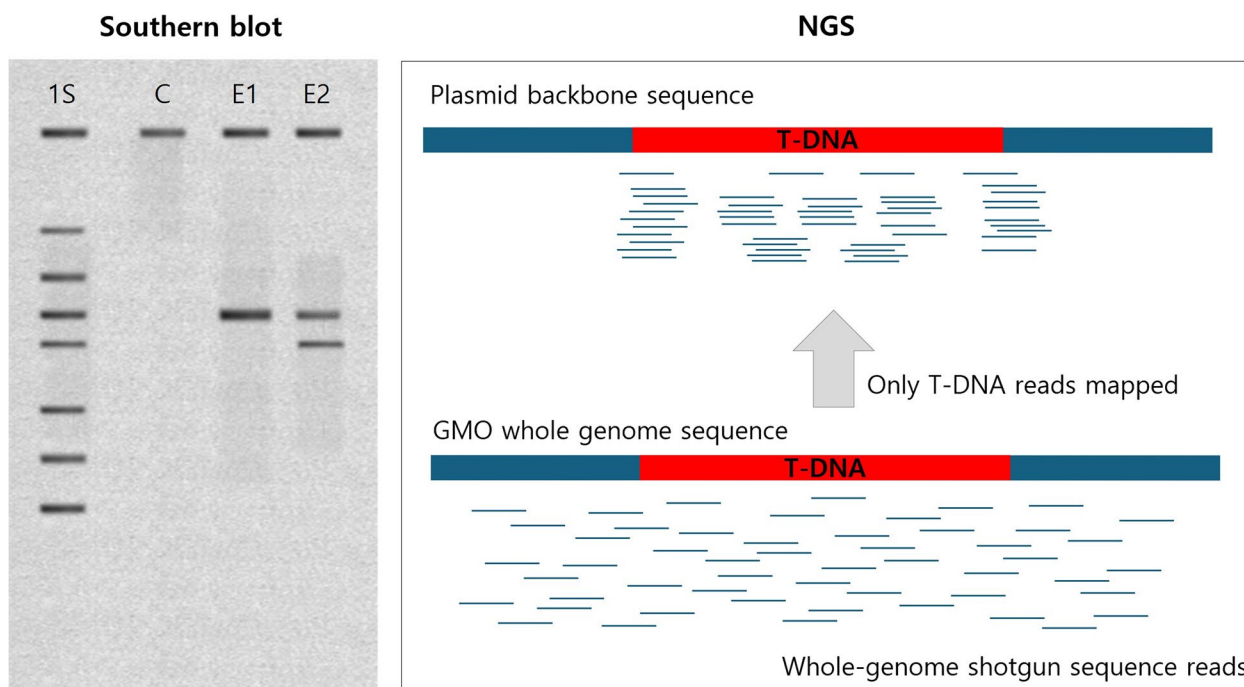 Southern blot
1S C E1 E2
NGS
Plasmid backbone sequence
T-DNA
Only T-DNA reads mapped
GMO whole genome sequence
T-DNA
Whole-genome shotgun sequence reads